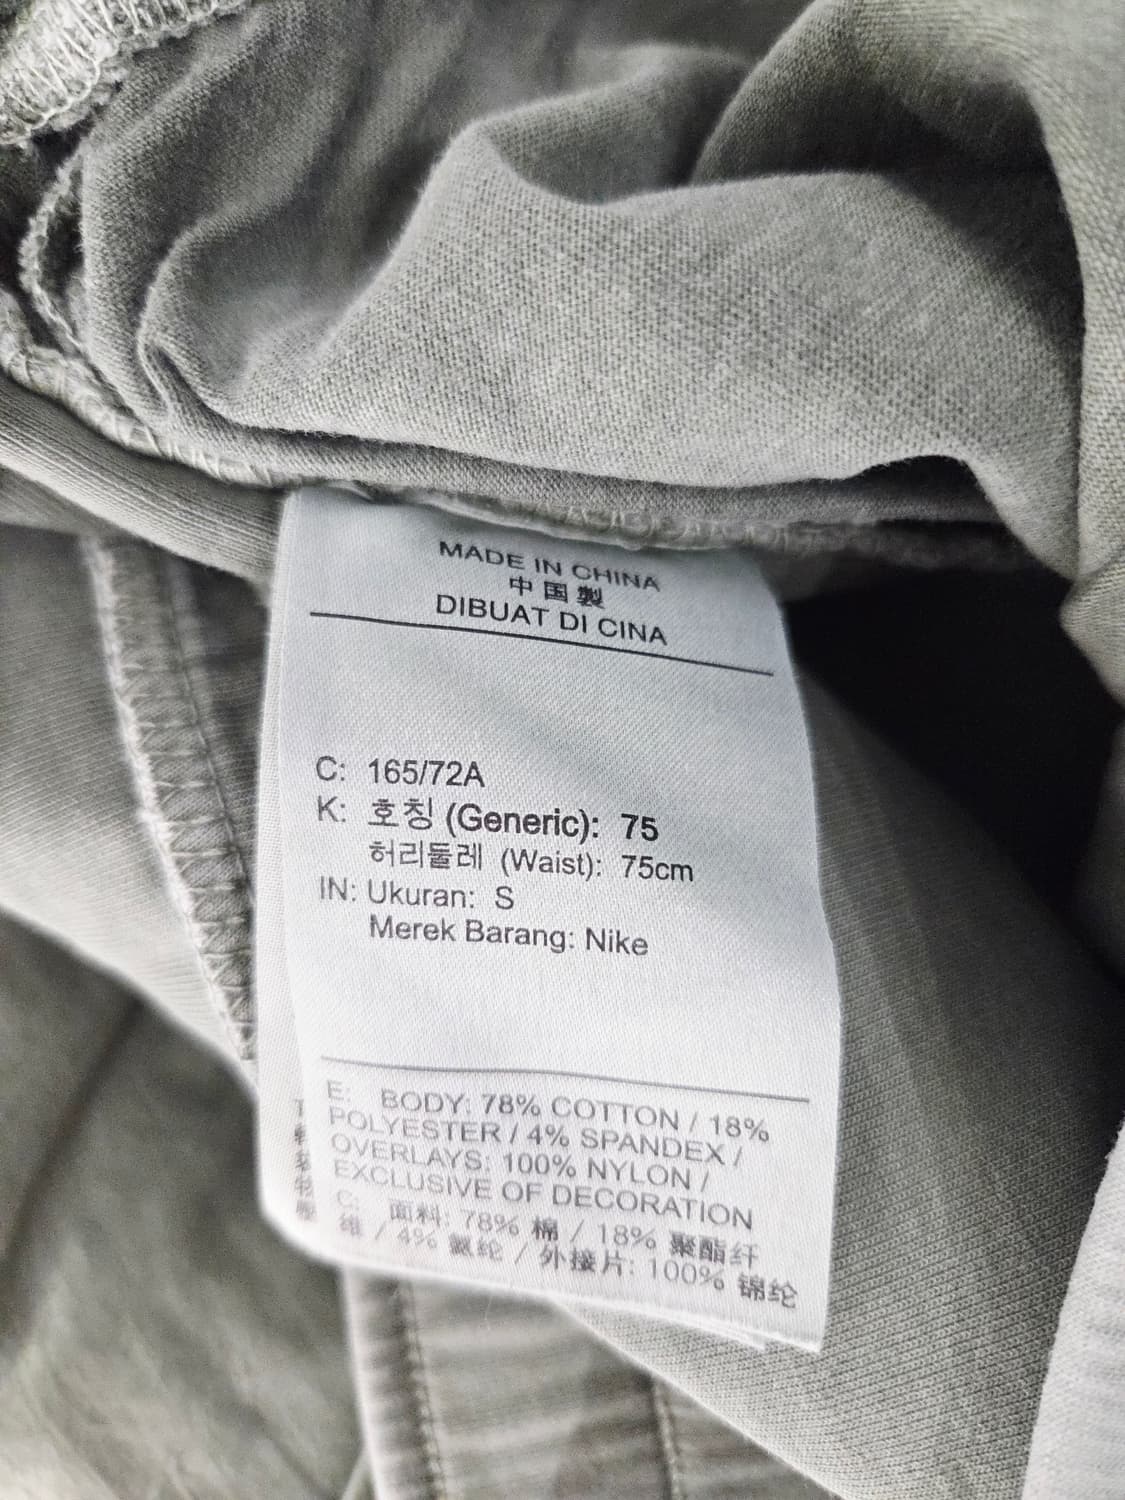 MADE IN CHINA
中国製
DIBUAT DI CINA
C: 165/72A
K: 호칭 (Generic): 75
허리둘레 (Waist): 75cm
IN: Ukuran: S
Merek Barang: Nike
E: BODY: 78% COTTON / 18%
POLYESTER / 4% SPANDEX /
OVERLAYS: 100% NYLON /
EXCLUSIVE OF DECORATION
C: 面料: 78% 棉 / 18% 聚酯纤
维 / 4% 氨纶 / 外接片: 100% 锦纶